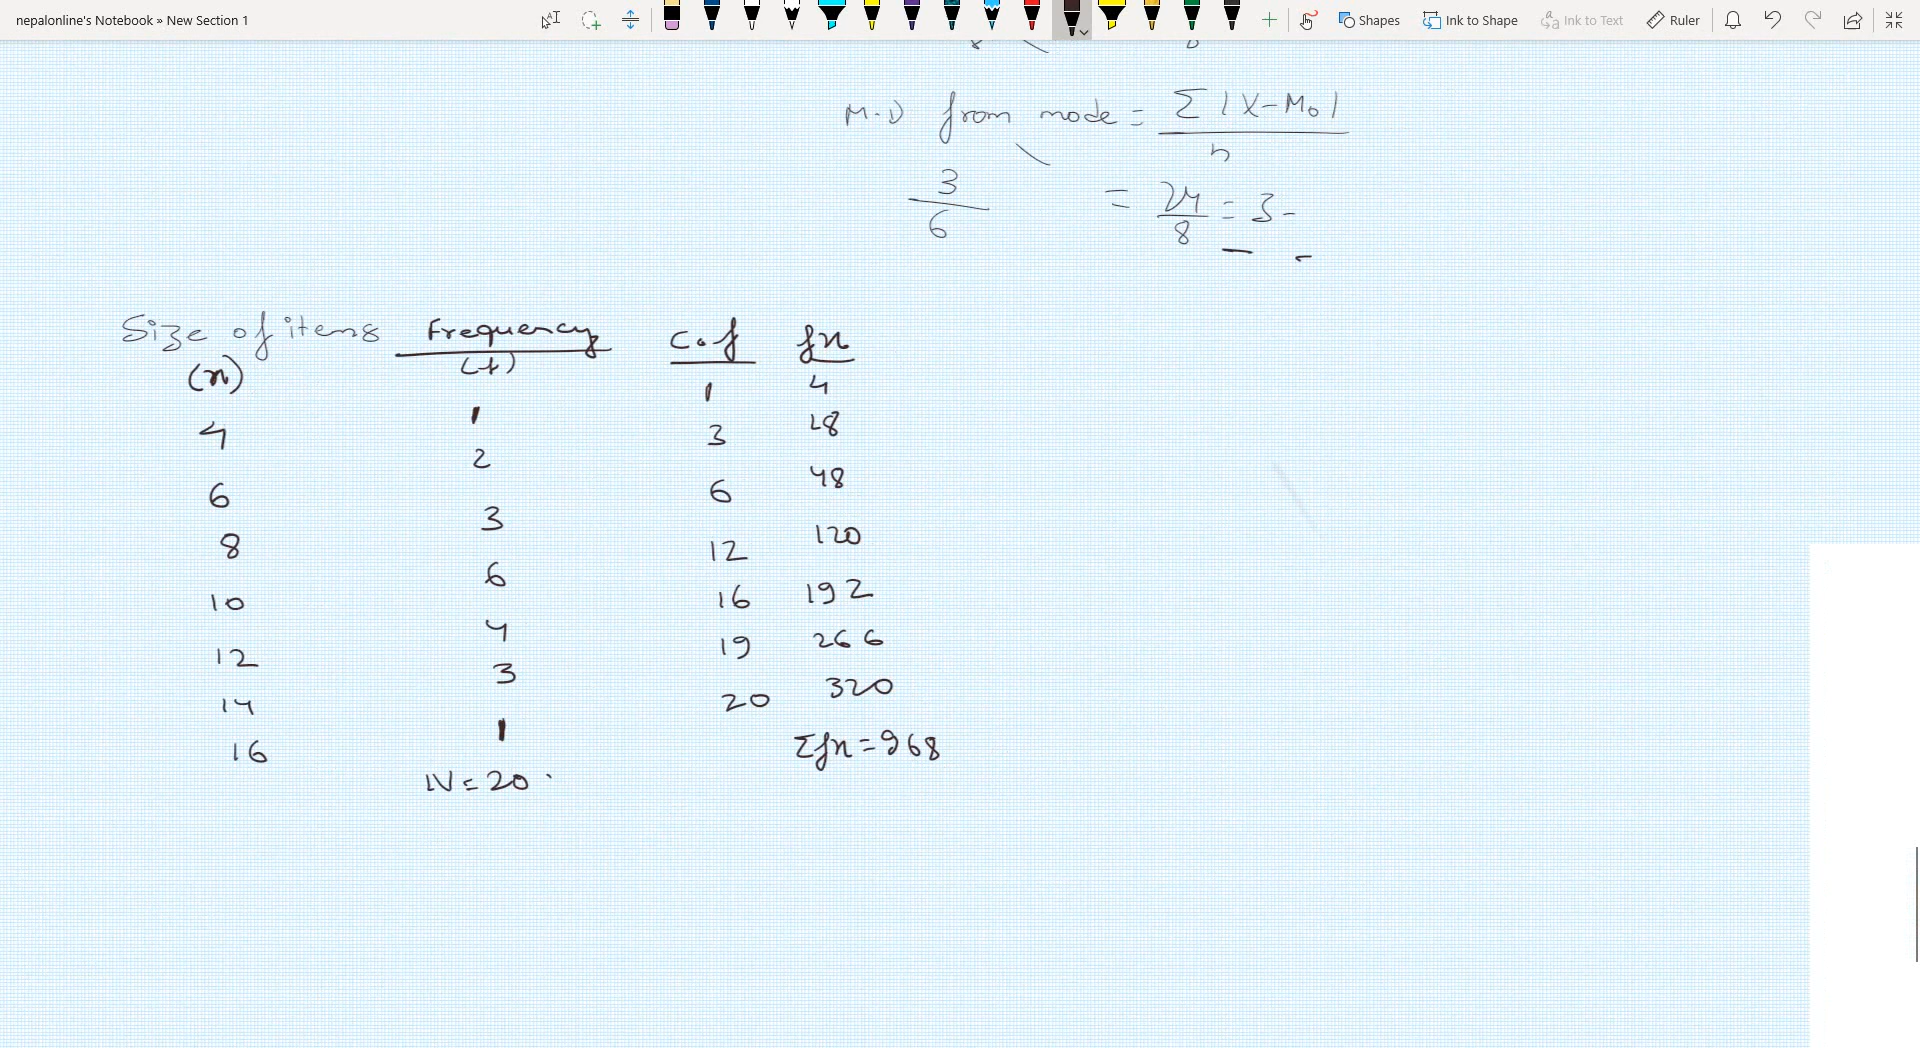 nepalonline's Notebook » New Section 1
Shapes
Ink to Shape
Ink to Text
Ruler
M.D from mode = Σ|X-Mo|
n
3
6
= 24 = 3
8
Size of items Frequency C.f fx
(x) (f)
4 1 1 4
6 2 3 18
8 3 6 48
10 6 12 120
12 4 16 192
14 3 19 266
16 1 20 320
N = 20 Σfx = 968